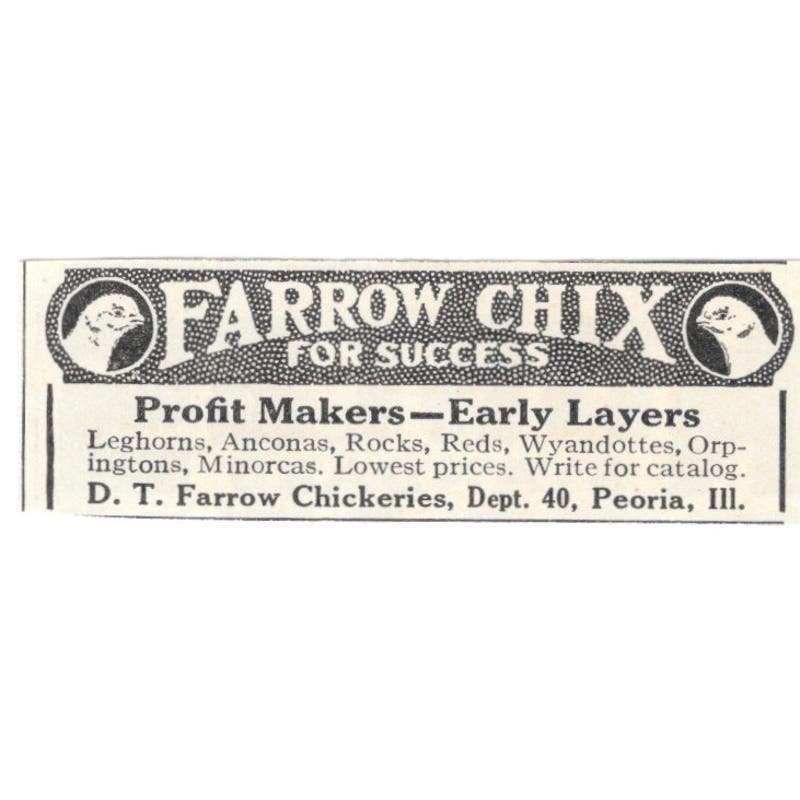 FARROW CHIX
FOR SUCCESS
Profit Makers—Early Layers
Leghorns, Anconas, Rocks, Reds, Wyandottes, Orp-
ingtons, Minorcas. Lowest prices. Write for catalog.
D. T. Farrow Chickeries, Dept. 40, Peoria, Ill.